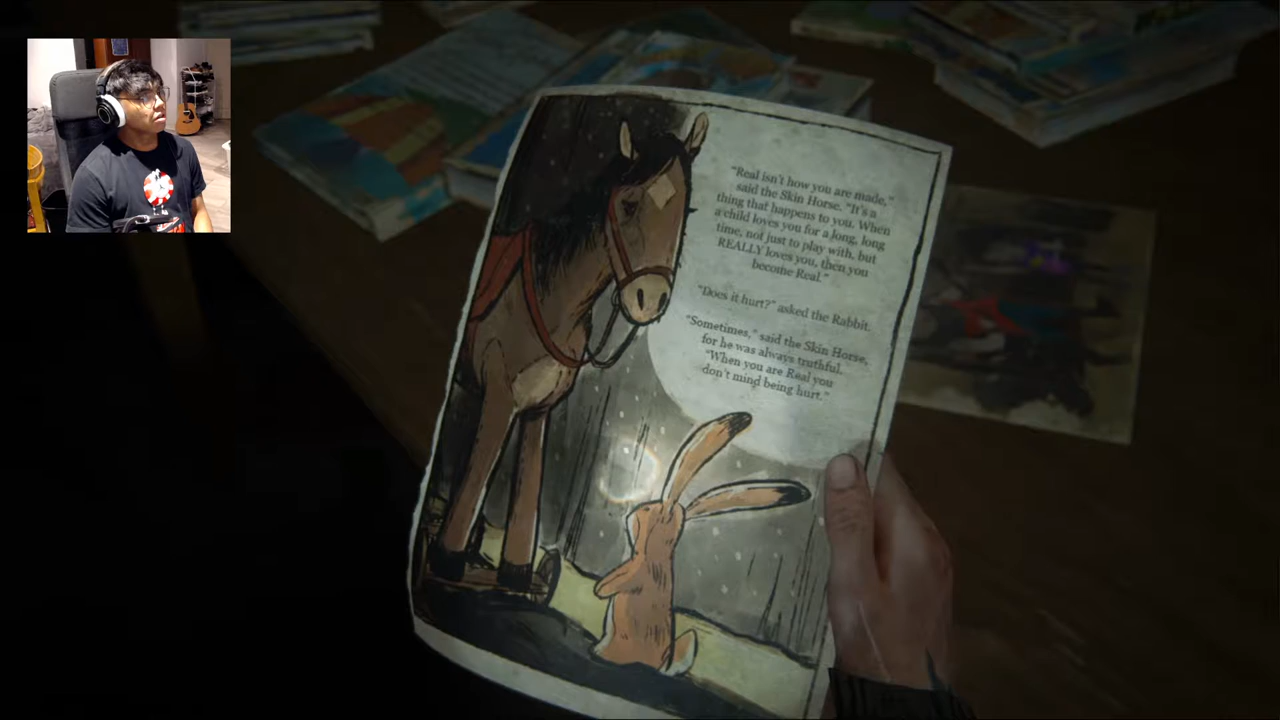 "Real isn't how you are made,"
said the Skin Horse. "It's a
thing that happens to you. When
a child loves you for a long, long
time, not just to play with, but
REALLY loves you, then you
become Real."
"Does it hurt?" asked the Rabbit.
"Sometimes," said the Skin Horse,
for he was always truthful.
"When you are Real you
don't mind being hurt."